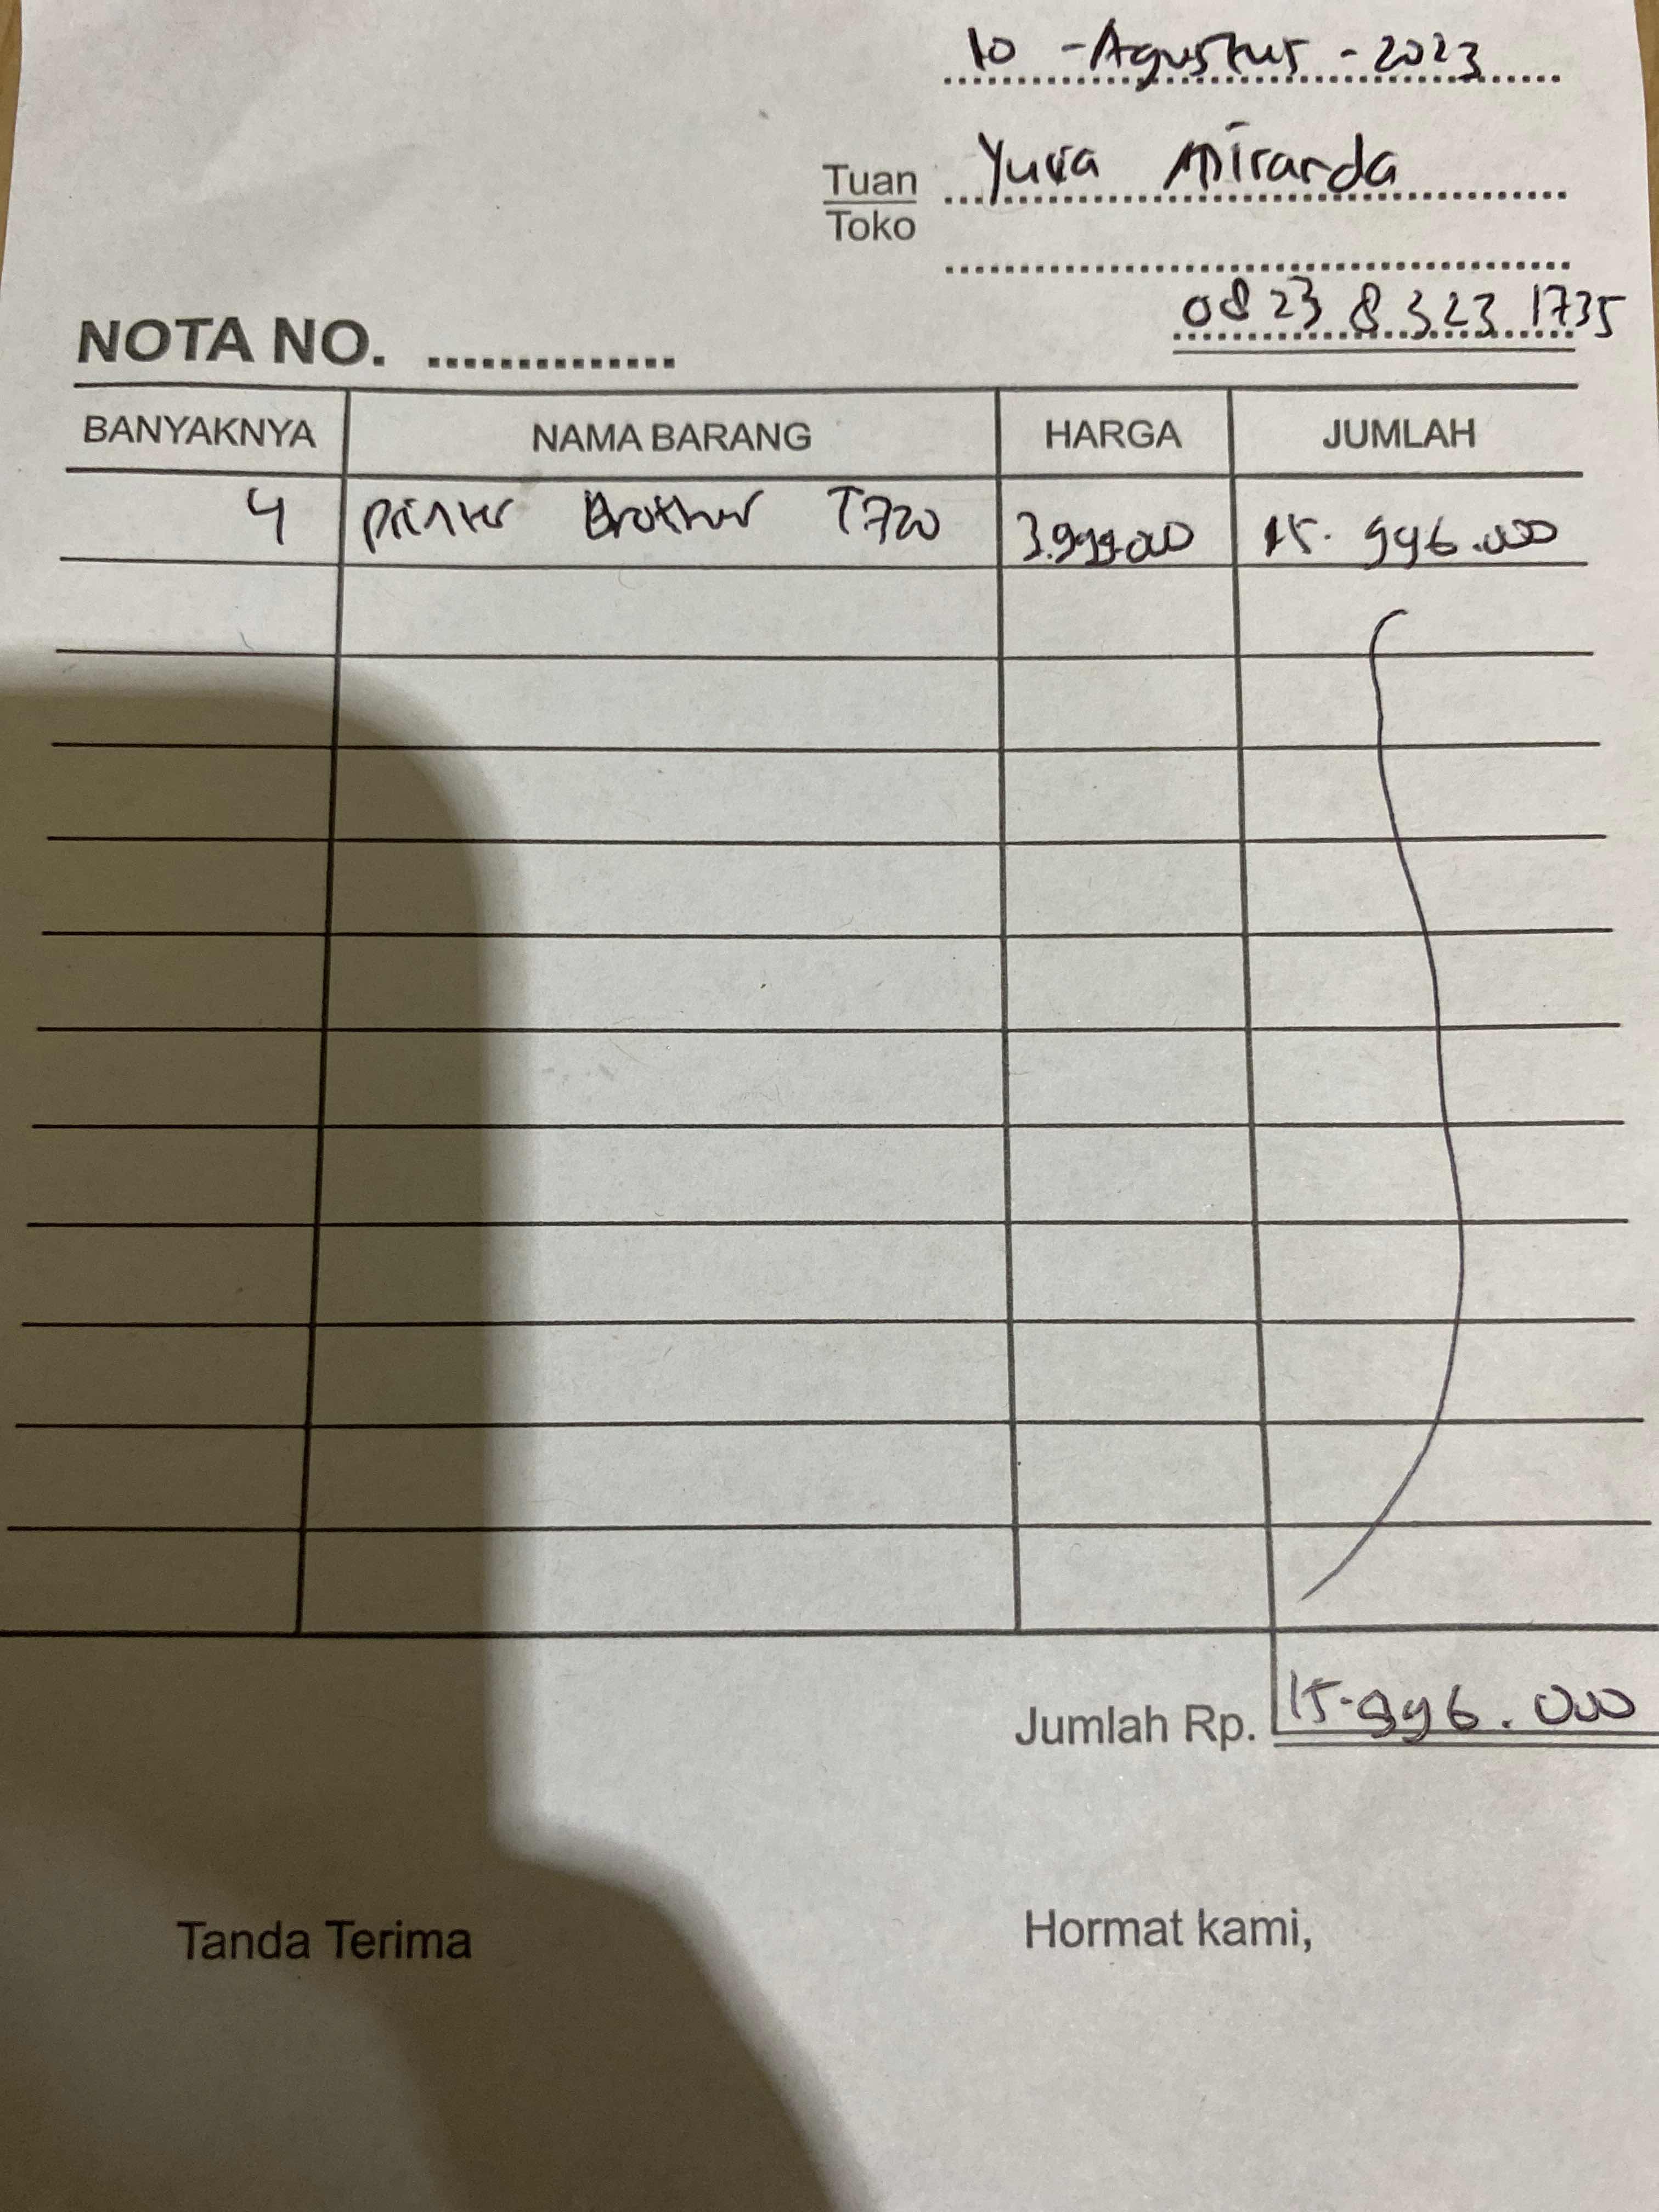 10 - Agustus - 2023
Tuan Yuva Miranda
Toko
0823 8323 1735
NOTA NO. ..............
BANYAKNYA NAMA BARANG HARGA JUMLAH
4 printer Brother T720 3.999.000 15.996.000
Jumlah Rp. 15.996.000
Tanda Terima Hormat kami,